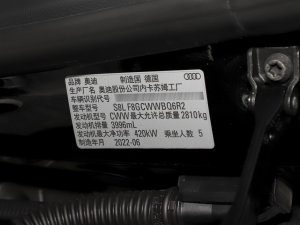 品牌 奥迪 制造国 德国
生产厂名 奥迪股份公司内卡苏姆工厂
车辆识别代号
整车型号 S8L F8GCWWBQ6R2
发动机型号 CWW 最大允许总质量 2810kg
发动机排量 3996mL
发动机最大净功率 420kW 乘坐人数 5
制造年月 2022-06